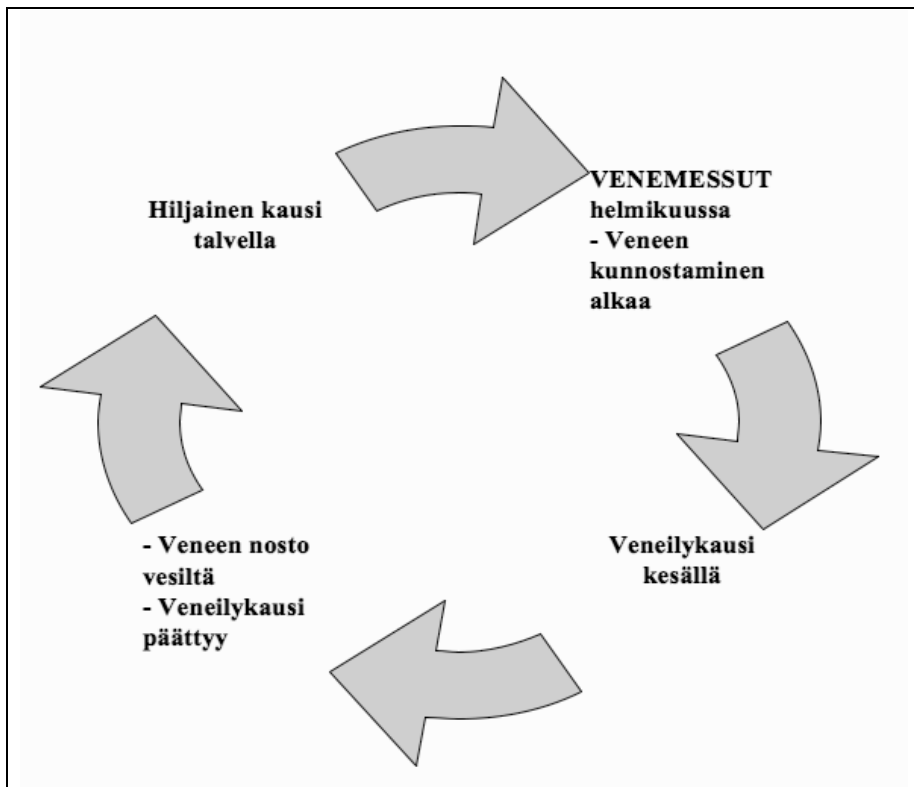 Hiljainen kausi
talvella
VENEMESSUT
helmikuussa
- Veneen
kunnostaminen
alkaa
Veneilykausi
kesällä
- Veneen nosto
vesiltä
- Veneilykausi
päättyy